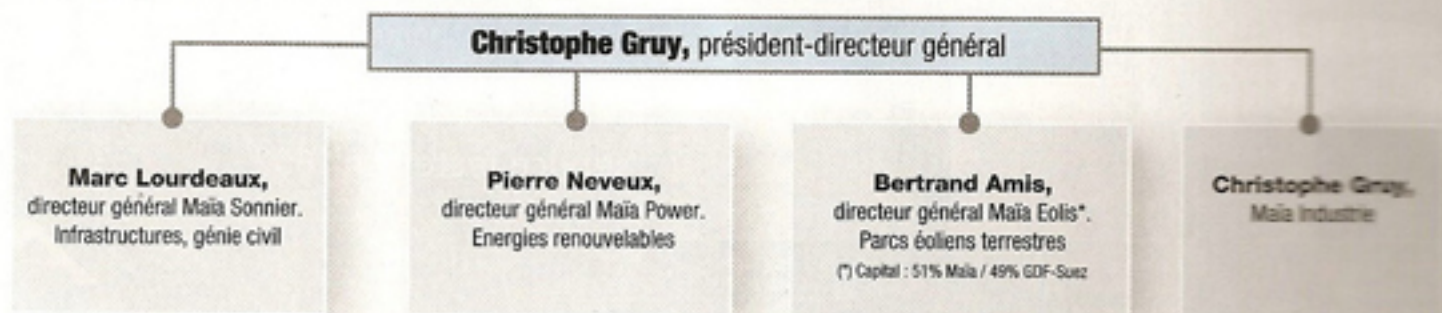 Christophe Gruy, président-directeur général
Marc Lourdeaux,
directeur général Maïa Sonnier.
Infrastructures, génie civil
Pierre Neveux,
directeur général Maïa Power.
Energies renouvelables
Bertrand Amis,
directeur général Maïa Eolis*.
Parcs éoliens terrestres
(*) Capital : 51% Maïa / 49% GDF-Suez
Christophe Gruy,
Maïa Industrie